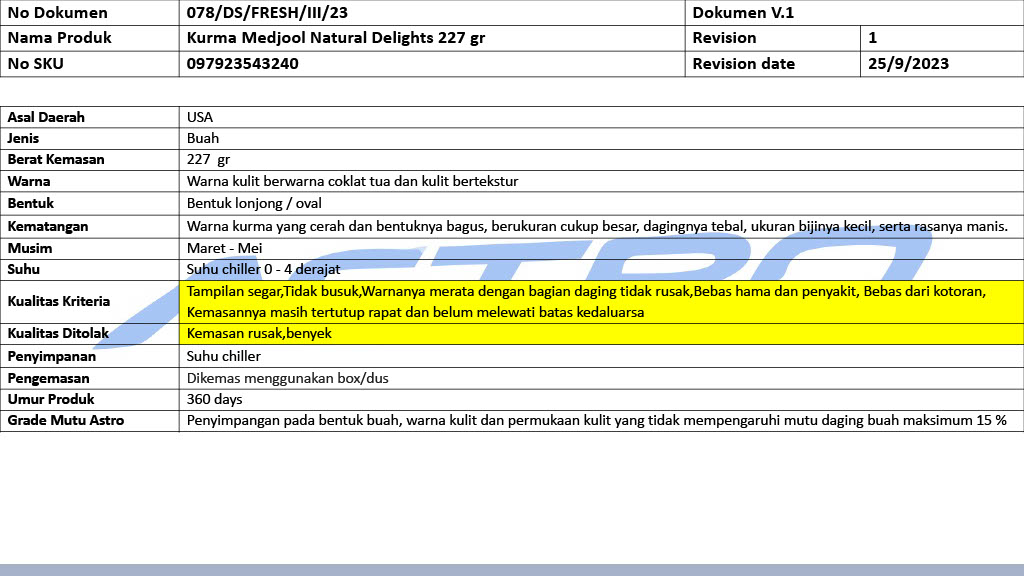 No Dokumen 078/DS/FRESH/III/23 Dokumen V.1
Nama Produk Kurma Medjool Natural Delights 227 gr Revision 1
No SKU 097923543240 Revision date 25/9/2023
Asal Daerah USA
Jenis Buah
Berat Kemasan 227 gr
Warna Warna kulit berwarna coklat tua dan kulit bertekstur
Bentuk Bentuk lonjong / oval
Kematangan Warna kurma yang cerah dan bentuknya bagus, berukuran cukup besar, dagingnya tebal, ukuran bijinya kecil, serta rasanya manis.
Musim Maret - Mei
Suhu Suhu chiller 0 - 4 derajat
Kualitas Kriteria Tampilan segar,Tidak busuk,Warnanya merata dengan bagian daging tidak rusak,Bebas hama dan penyakit, Bebas dari kotoran,
Kemasannya masih tertutup rapat dan belum melewati batas kedaluarsa
Kualitas Ditolak Kemasan rusak,benyek
Penyimpanan Suhu chiller
Pengemasan Dikemas menggunakan box/dus
Umur Produk 360 days
Grade Mutu Astro Penyimpangan pada bentuk buah, warna kulit dan permukaan kulit yang tidak mempengaruhi mutu daging buah maksimum 15 %
ASTRO